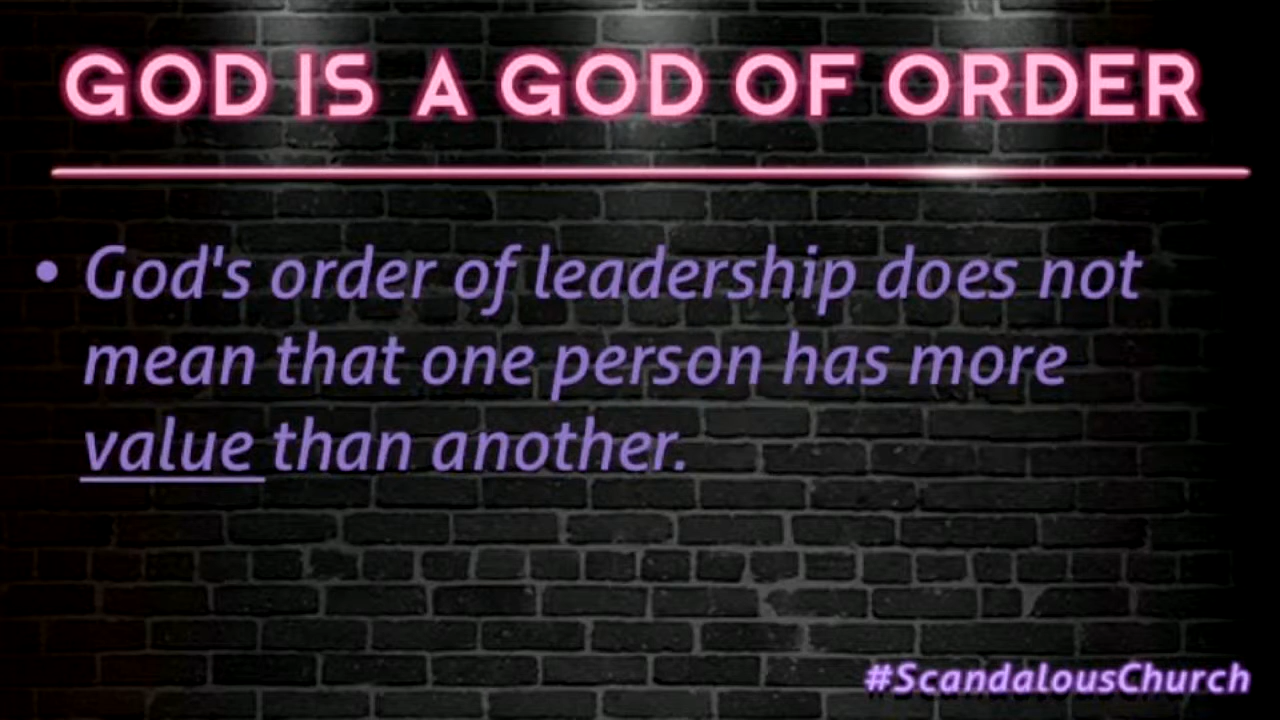 GOD IS A GOD OF ORDER
• God's order of leadership does not
mean that one person has more
value than another.
#ScandalousChurch